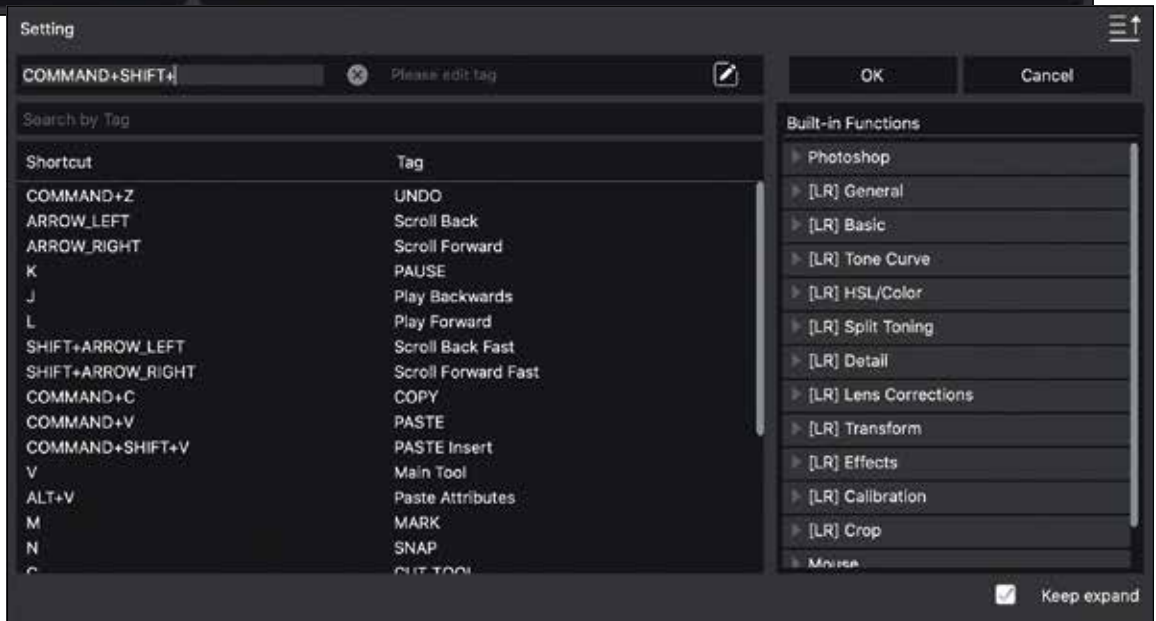 Setting
COMMAND+SHIFT+ Please edit tag OK Cancel
Search by Tag
Built-in Functions
Shortcut Tag
COMMAND+Z UNDO
ARROW_LEFT Scroll Back
ARROW_RIGHT Scroll Forward
K PAUSE
J Play Backwards
L Play Forward
SHIFT+ARROW_LEFT Scroll Back Fast
SHIFT+ARROW_RIGHT Scroll Forward Fast
COMMAND+C COPY
COMMAND+V PASTE
COMMAND+SHIFT+V PASTE Insert
V Main Tool
ALT+V Paste Attributes
M MARK
N SNAP
C CUT TOOL
Photoshop
[LR] General
[LR] Basic
[LR] Tone Curve
[LR] HSL/Color
[LR] Split Toning
[LR] Detail
[LR] Lens Corrections
[LR] Transform
[LR] Effects
[LR] Calibration
[LR] Crop
Mouse
Keep expand